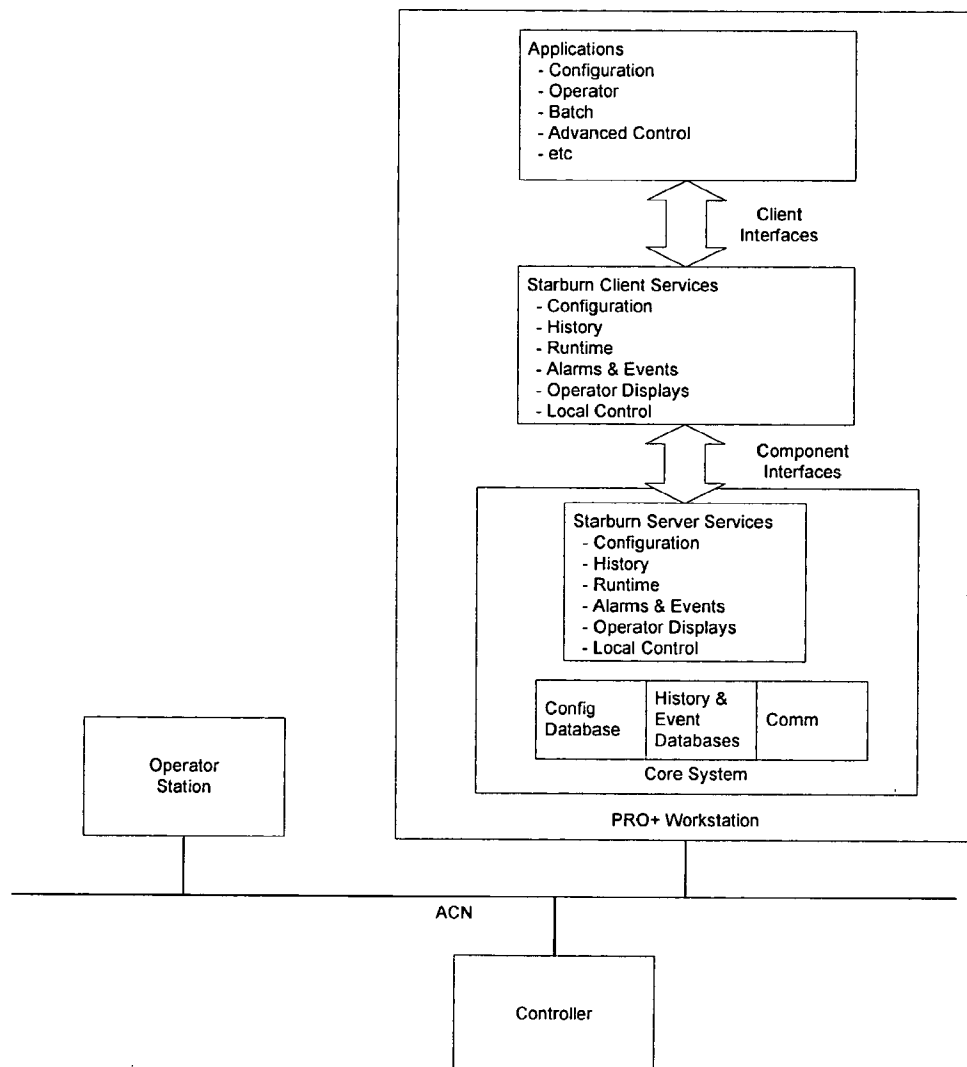 Applications
- Configuration
- Operator
- Batch
- Advanced Control
- etc
Client
Interfaces
Starburn Client Services
- Configuration
- History
- Runtime
- Alarms & Events
- Operator Displays
- Local Control
Component
Interfaces
Starburn Server Services
- Configuration
- History
- Runtime
- Alarms & Events
- Operator Displays
- Local Control
Config
Database
History &
Event
Databases
Comm
Core System
PRO+ Workstation
Operator
Station
ACN
Controller